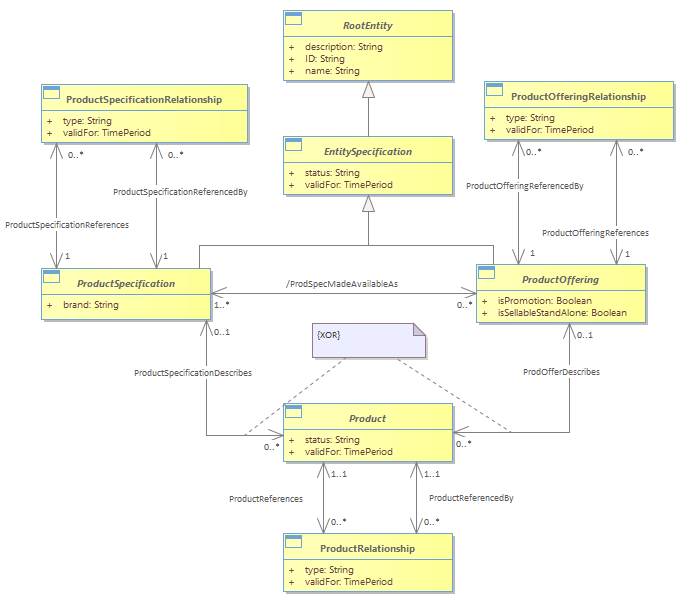 RootEntity
+ description: String
+ ID: String
+ name: String
ProductSpecificationRelationship
+ type: String
+ validFor: TimePeriod
ProductOfferingRelationship
+ type: String
+ validFor: TimePeriod
EntitySpecification
+ status: String
+ validFor: TimePeriod
0..*
0..*
0..*
0..*
ProductSpecificationReferencedBy
ProductOfferingReferencedBy
ProductSpecificationReferences
ProductOfferingReferences
1
1
1
1
ProductSpecification
+ brand: String
/ProdSpecMadeAvailableAs
1..*
0..*
ProductOffering
+ isPromotion: Boolean
+ isSellableStandAlone: Boolean
0..1
{XOR}
0..1
ProductSpecificationDescribes
ProdOfferDescribes
Product
+ status: String
+ validFor: TimePeriod
0..*
0..*
1..1
1..1
ProductReferences
ProductReferencedBy
0..*
0..*
ProductRelationship
+ type: String
+ validFor: TimePeriod